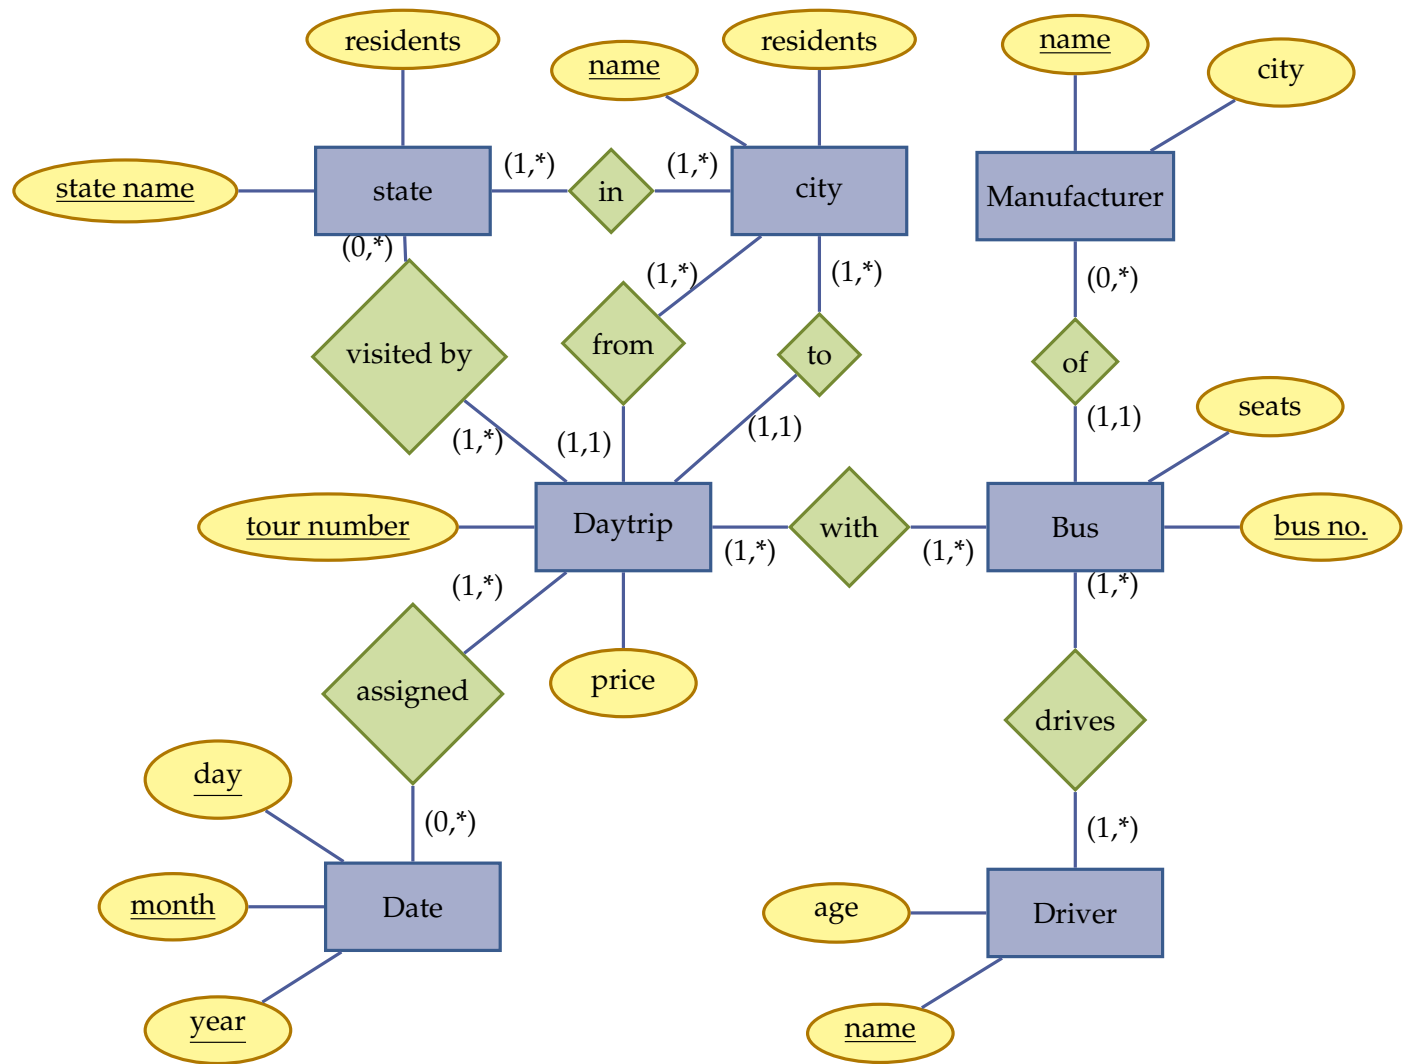 residents
residents
name
name
city
state name
state
(1,*)
in
(1,*)
city
Manufacturer
(0,*)
(1,*)
(1,*)
(0,*)
visited by
from
to
of
(1,*)
(1,1)
(1,1)
(1,1)
seats
tour number
Daytrip
(1,*)
with
(1,*)
Bus
bus no.
(1,*)
(1,*)
assigned
price
drives
day
(0,*)
(1,*)
month
Date
age
Driver
year
name